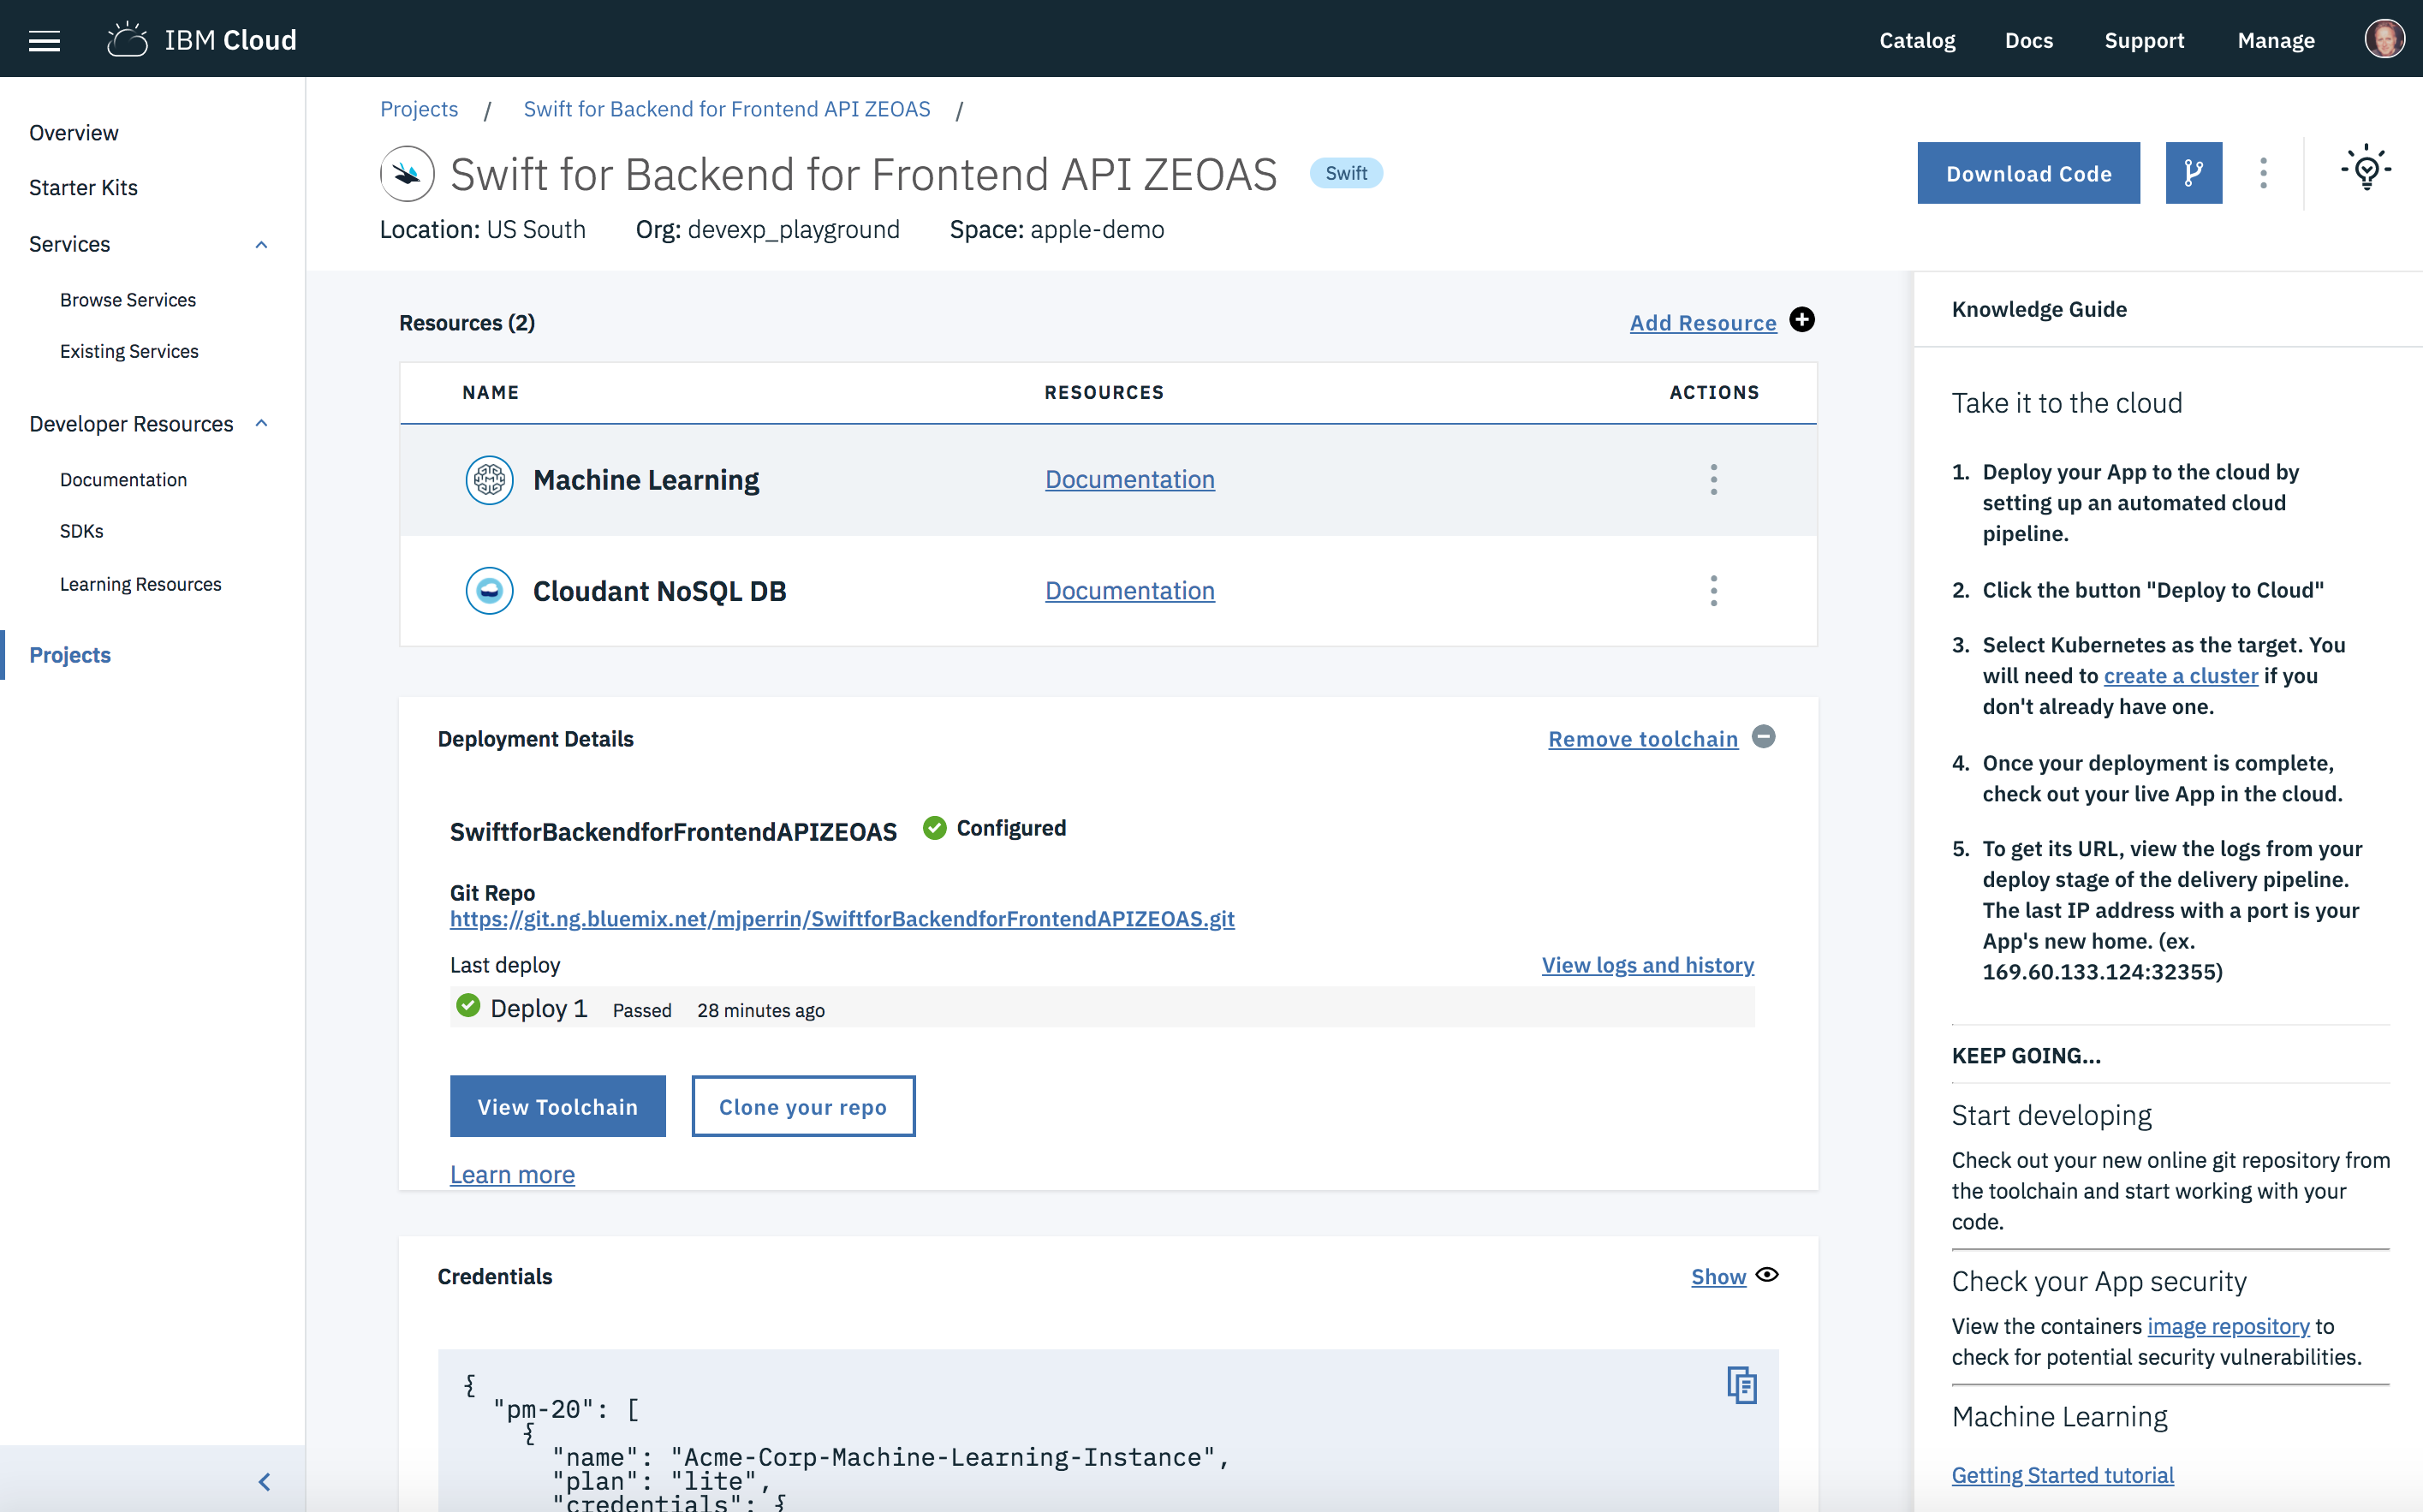 IBM Cloud
Catalog Docs Support Manage
Overview
Starter Kits
Services
Browse Services
Existing Services
Developer Resources
Documentation
SDKs
Learning Resources
Projects
Projects / Swift for Backend for Frontend API ZEOAS /
Swift for Backend for Frontend API ZEOAS Swift
Location: US South Org: devexp_playground Space: apple-demo
Download Code
Resources (2) Add Resource
NAME RESOURCES ACTIONS
Machine Learning Documentation
Cloudant NoSQL DB Documentation
Deployment Details Remove toolchain
SwiftforBackendforFrontendAPIZEOAS Configured
Git Repo
https://git.ng.bluemix.net/mjperrin/SwiftforBackendforFrontendAPIZEOAS.git
Last deploy View logs and history
Deploy 1 Passed 28 minutes ago
View Toolchain Clone your repo
Learn more
Credentials Show
{
"pm-20": [
{
"name": "Acme-Corp-Machine-Learning-Instance",
"plan": "lite",
"credentials": {
Knowledge Guide
Take it to the cloud
1. Deploy your App to the cloud by
setting up an automated cloud
pipeline.
2. Click the button "Deploy to Cloud"
3. Select Kubernetes as the target. You
will need to create a cluster if you
don't already have one.
4. Once your deployment is complete,
check out your live App in the cloud.
5. To get its URL, view the logs from your
deploy stage of the delivery pipeline.
The last IP address with a port is your
App's new home. (ex.
169.60.133.124:32355)
KEEP GOING...
Start developing
Check out your new online git repository from
the toolchain and start working with your
code.
Check your App security
View the containers image repository to
check for potential security vulnerabilities.
Machine Learning
Getting Started tutorial